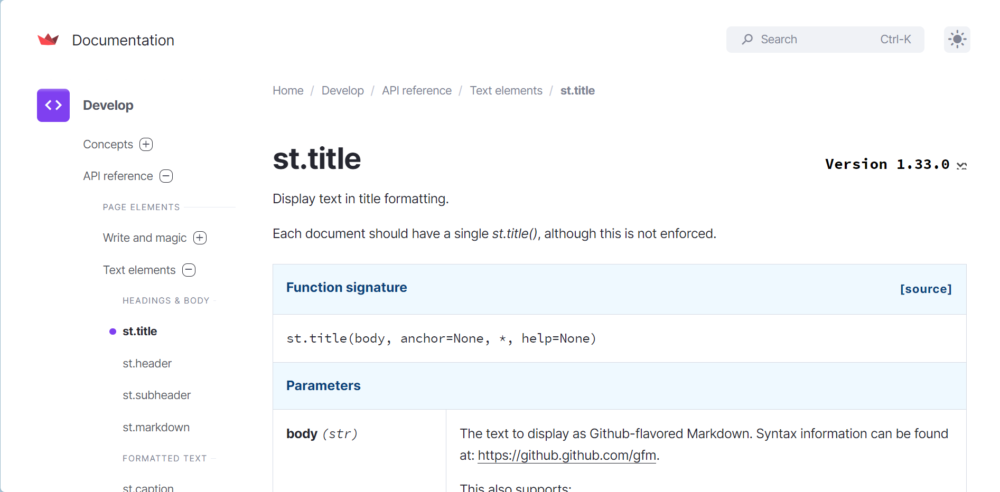 Documentation
Search Ctrl-K
Develop
Concepts
API reference
PAGE ELEMENTS
Write and magic
Text elements
HEADINGS & BODY
st.title
st.header
st.subheader
st.markdown
FORMATTED TEXT
st.caption
Home / Develop / API reference / Text elements / st.title
st.title
Version 1.33.0
Display text in title formatting.
Each document should have a single st.title(), although this is not enforced.
Function signature [source]
st.title(body, anchor=None, *, help=None)
Parameters
body (str)
The text to display as Github-flavored Markdown. Syntax information can be found
at: https://github.github.com/gfm.
This also supports: